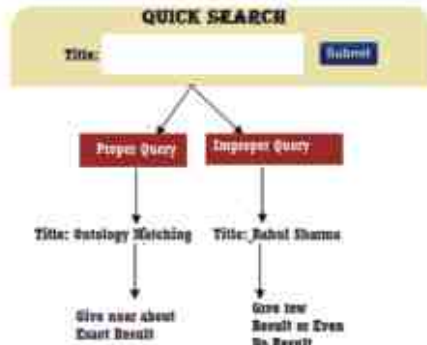 QUICK SEARCH
Title:
Submit
Proper Query
Improper Query
Title: Ontology Matching
Title: Rahul Sharma
Give near about
Exact Result
Give few
Result or Even
No Result